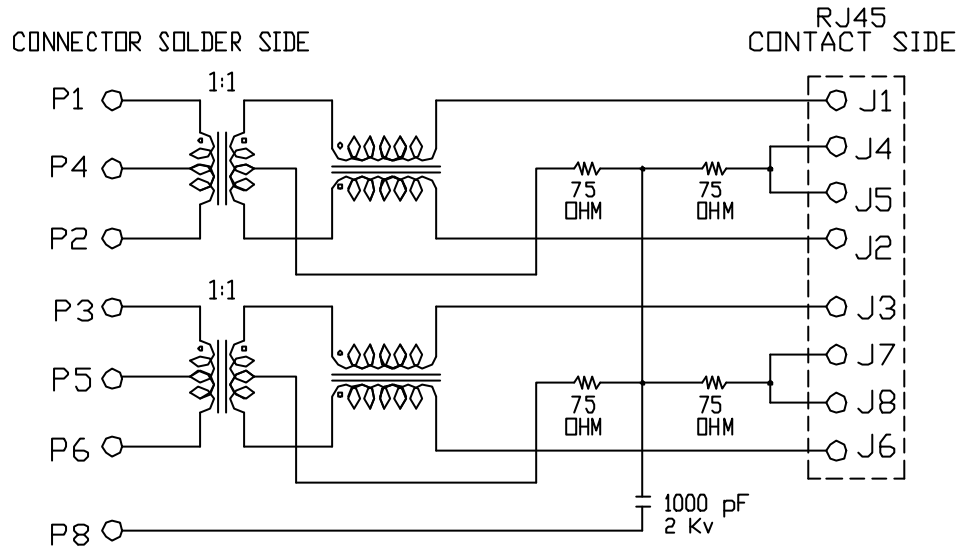 RJ45
CONNECTOR SOLDER SIDE
CONTACT SIDE
1:1
P1
J1
J4
P4
75
OHM
75
OHM
J5
P2
J2
1:1
P3
J3
J7
P5
75
OHM
75
OHM
J8
P6
J6
1000 pF
2 Kv
P8